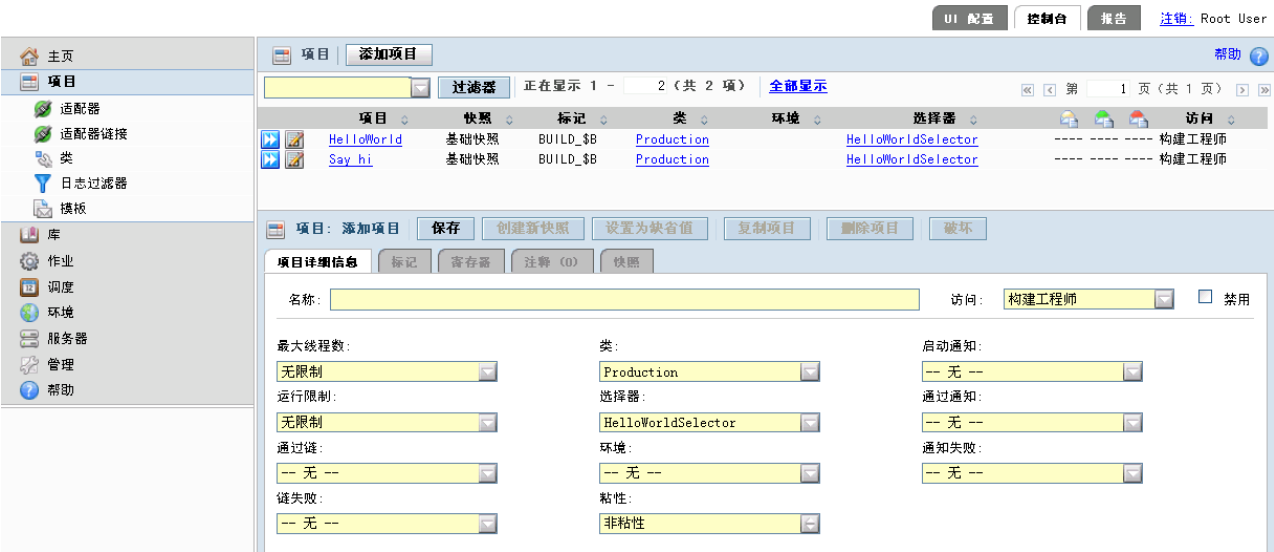 UI 配置 控制台 报告 注销: Root User
主页
项目
适配器
适配器链接
类
日志过滤器
模板
库
作业
调度
12
环境
服务器
管理
帮助
项目 添加项目 帮助 ?
过滤器 正在显示 1 - 2 (共 2 项) 全部显示 第 1 页 (共 1 页)
项目 快照 标记 类 环境 选择器 访问
HelloWorld 基础快照 BUILD_$B Production HelloWorldSelector ---- ---- ---- 构建工程师
Say hi 基础快照 BUILD_$B Production HelloWorldSelector ---- ---- ---- 构建工程师
项目: 添加项目 保存 创建新快照 设置为缺省值 复制项目 删除项目 破坏
项目详细信息 标记 寄存器 注释 (0) 快照
名称: 访问: 构建工程师 禁用
最大线程数: 类: 启动通知:
无限制 Production -- 无 --
运行限制: 选择器: 通过通知:
无限制 HelloWorldSelector -- 无 --
通过链: 环境: 通知失败:
-- 无 -- -- 无 -- -- 无 --
链失败: 粘性:
-- 无 -- 非粘性